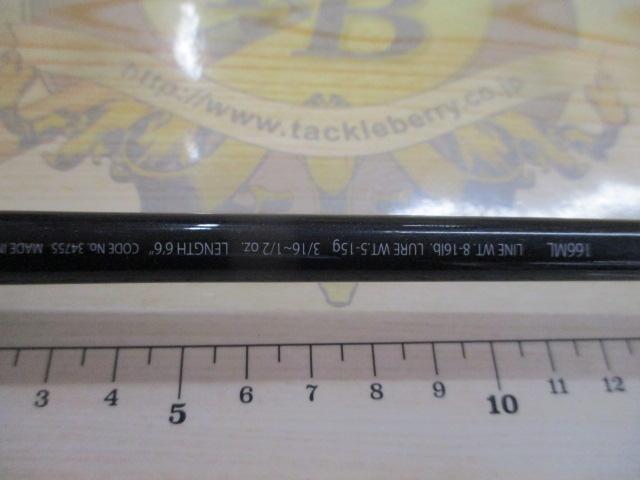 B
http://www.tackleberry.co.jp
166ML LINE WT. 8-16lb. LURE WT.5-15g 3/16~1/2 oz. LENGTH 6'6" CODE No. 34755 MADE IN
3 4 5 6 7 8 9 10 11 12